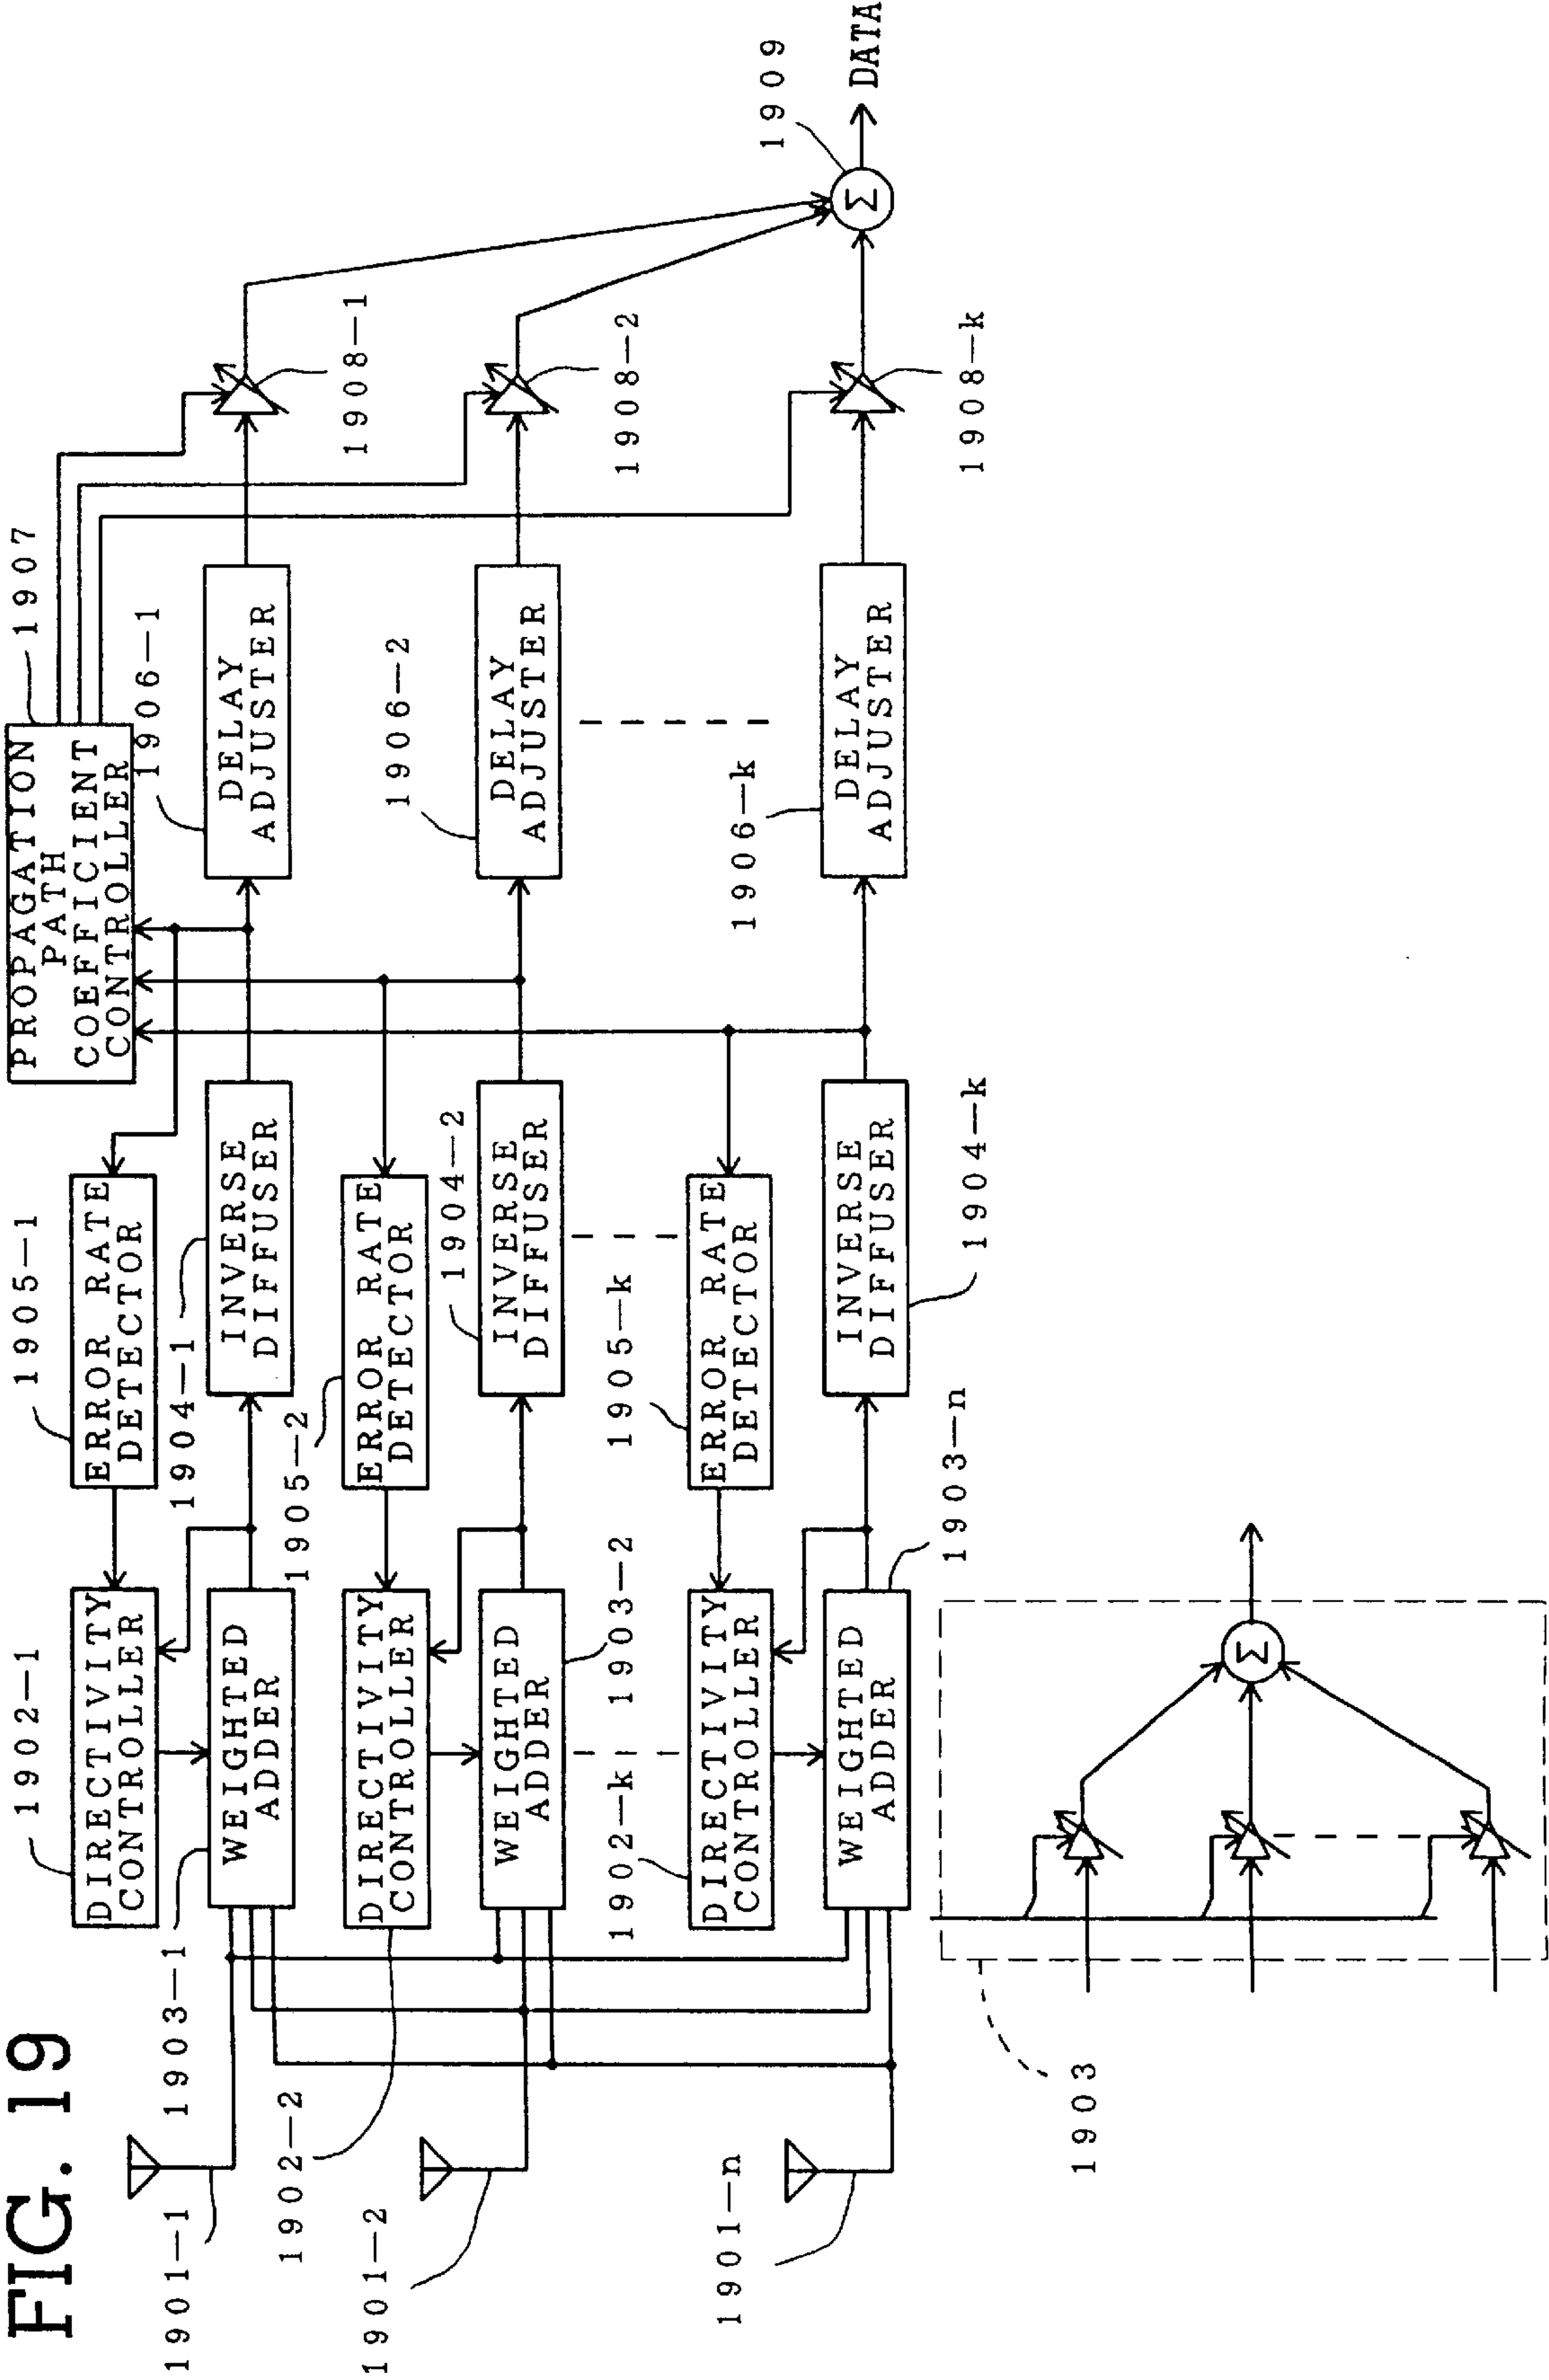 FIG. 19
1901-1
1901-2
1901-n
1902-1
DIRECTIVITY
CONTROLLER
1903-1
WEIGHTED
ADDER
1902-2
DIRECTIVITY
CONTROLLER
WEIGHTED
ADDER
1903-2
1902-k
DIRECTIVITY
CONTROLLER
WEIGHTED
ADDER
1903-n
1905-1
ERROR RATE
DETECTOR
1904-1
1904-1
INVERSE
DIFFUSER
1905-2
ERROR RATE
DETECTOR
1904-2
INVERSE
DIFFUSER
1905-k
ERROR RATE
DETECTOR
INVERSE
DIFFUSER
1904-k
PROPAGATION
PATH
COEFFICIENT
CONTROLLER
1907
1906-1
DELAY
ADJUSTER
1906-2
DELAY
ADJUSTER
1906-k
DELAY
ADJUSTER
1908-1
1908-2
1908-k
1909
Σ
DATA
1903
Σ